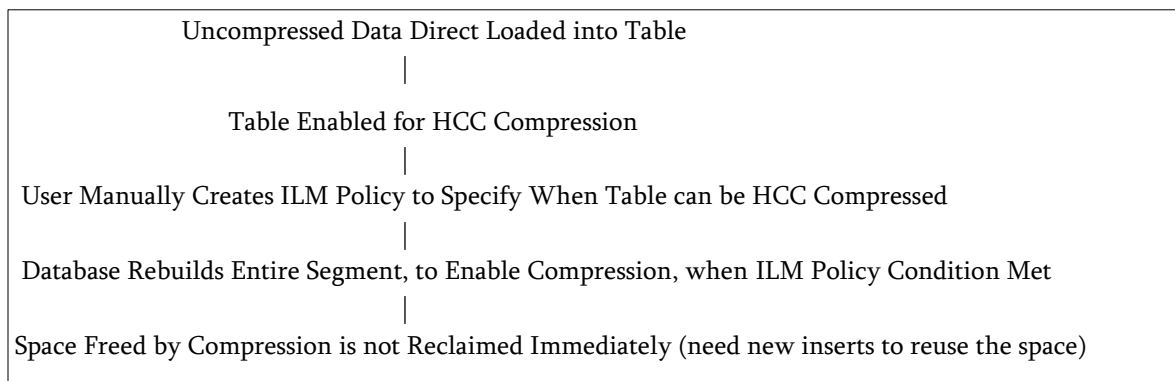 Uncompressed Data Direct Loaded into Table
Table Enabled for HCC Compression
User Manually Creates ILM Policy to Specify When Table can be HCC Compressed
Database Rebuilds Entire Segment, to Enable Compression, when ILM Policy Condition Met
Space Freed by Compression is not Reclaimed Immediately (need new inserts to reuse the space)